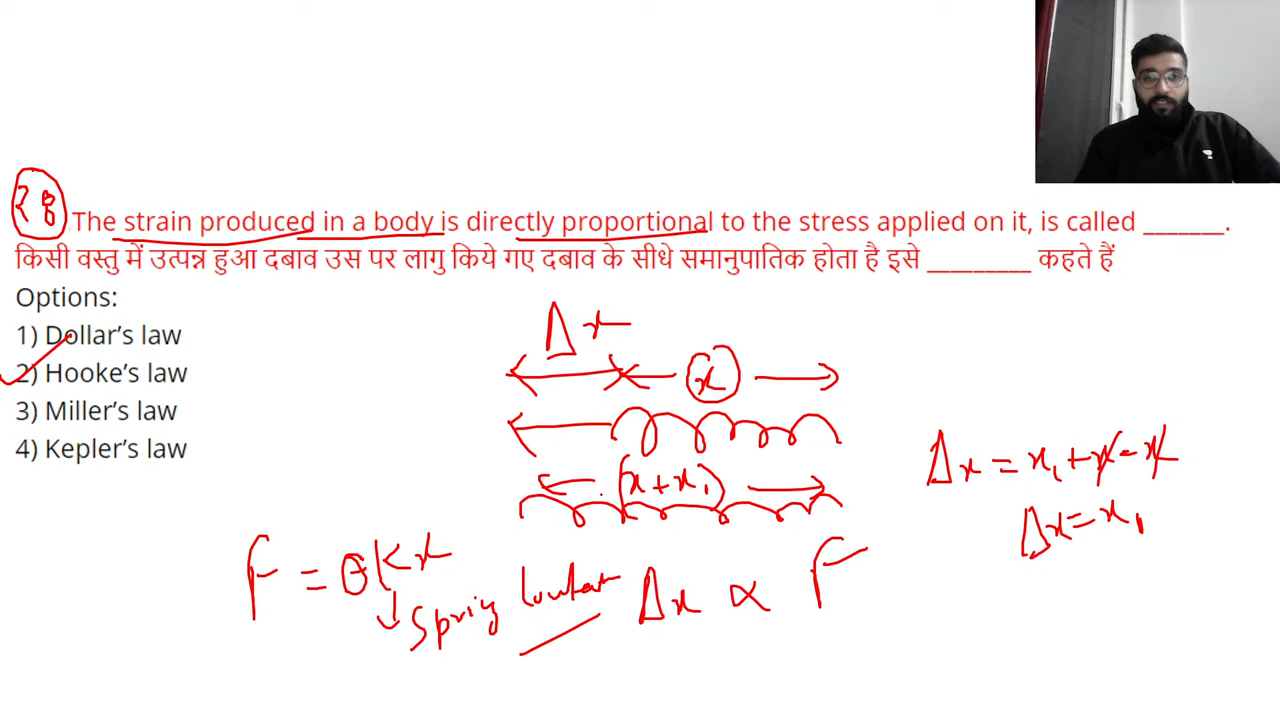 28
The strain produced in a body is directly proportional to the stress applied on it, is called _______.
किसी वस्तु में उत्पन्न हुआ दबाव उस पर लागु किये गए दबाव के सीधे समानुपातिक होता है इसे _________ कहते हैं
Options:
1) Dollar's law
2) Hooke's law
3) Miller's law
4) Kepler's law
Δx
x
(x+x₁)
Δx = x₁ + x - x
Δx = x₁
F = Kx
Spring
Δx ∝ F